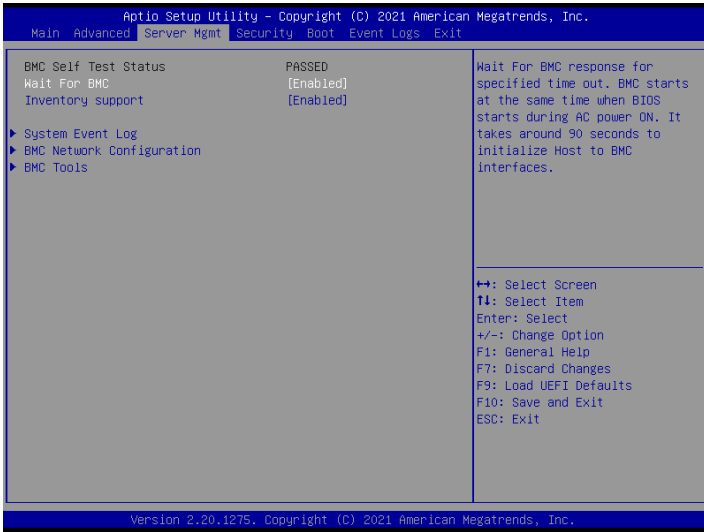 Aptio Setup Utility – Copyright (C) 2021 American Megatrends, Inc.
Main Advanced Server Mgmt Security Boot Event Logs Exit
BMC Self Test Status PASSED
Wait For BMC [Enabled]
Inventory support [Enabled]
System Event Log
BMC Network Configuration
BMC Tools
Wait For BMC response for
specified time out. BMC starts
at the same time when BIOS
starts during AC power ON. It
takes around 90 seconds to
initialize Host to BMC
interfaces.
↔: Select Screen
↑↓: Select Item
Enter: Select
+/-: Change Option
F1: General Help
F7: Discard Changes
F9: Load UEFI Defaults
F10: Save and Exit
ESC: Exit
Version 2.20.1275. Copyright (C) 2021 American Megatrends, Inc.